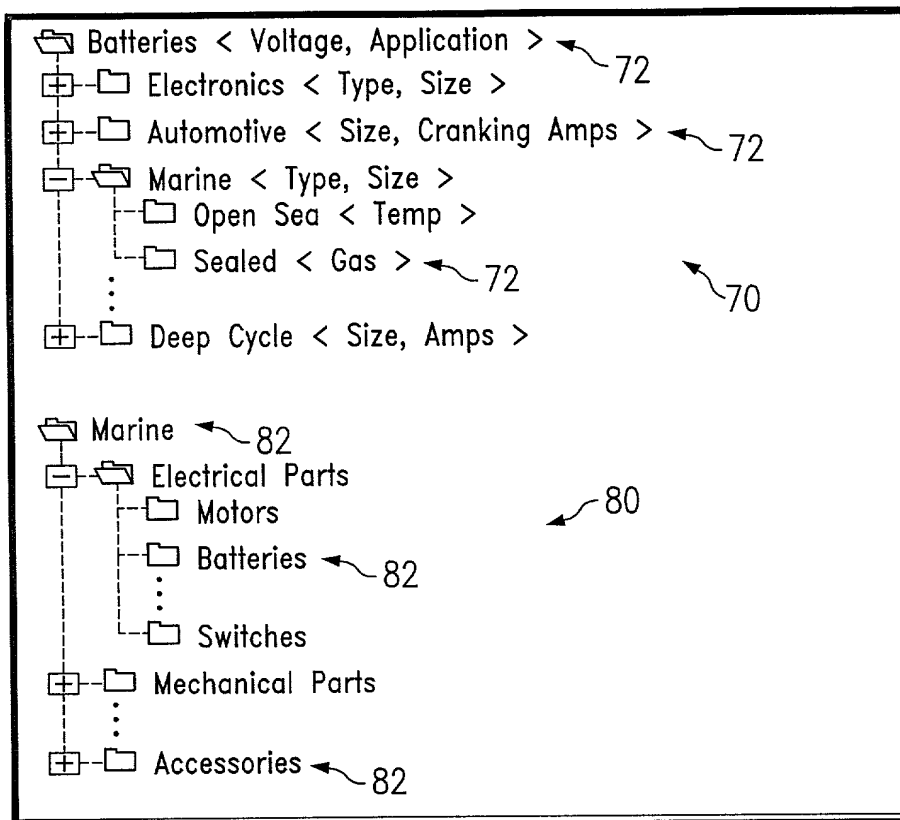 Batteries < Voltage, Application > 72
Electronics < Type, Size >
Automotive < Size, Cranking Amps > 72
Marine < Type, Size >
Open Sea < Temp >
Sealed < Gas > 72
70
Deep Cycle < Size, Amps >
Marine 82
Electrical Parts
Motors
80
Batteries 82
Switches
Mechanical Parts
Accessories 82